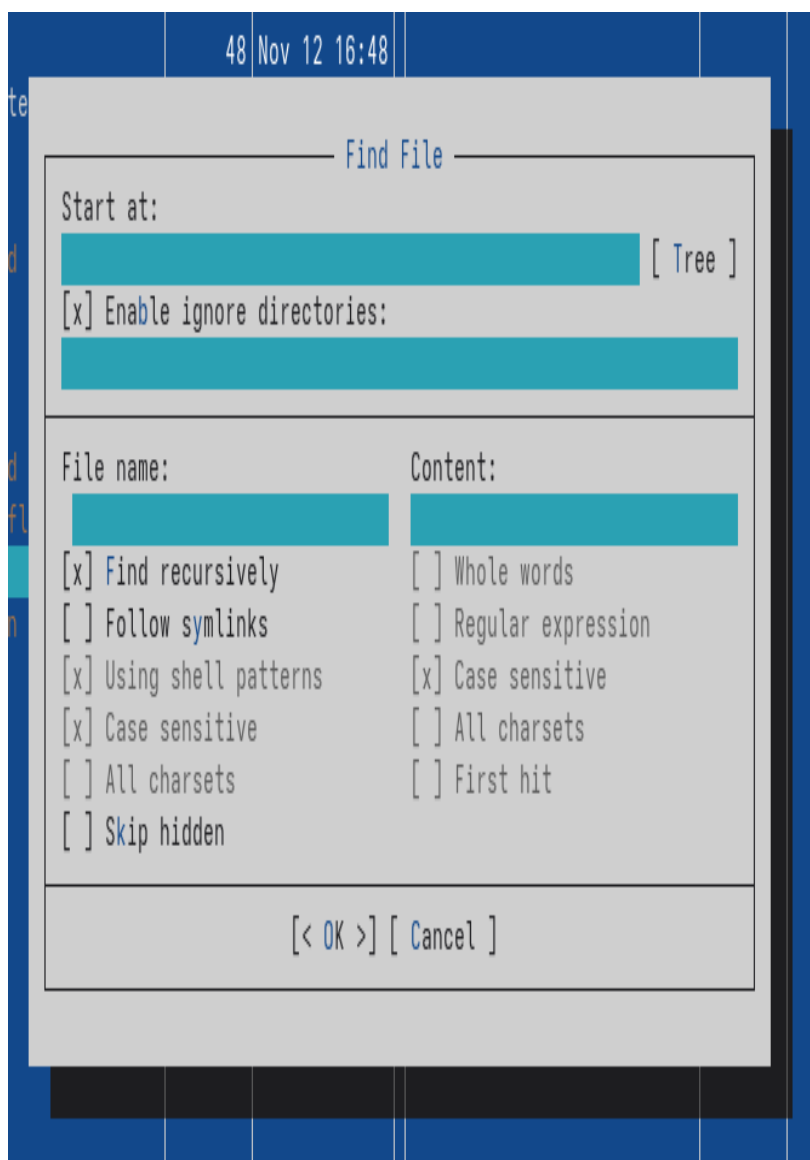 48 Nov 12 16:48
te
Find File
Start at:
[ Tree ]
d
[x] Enable ignore directories:
d
File name: Content:
fl
[x] Find recursively [ ] Whole words
n
[ ] Follow symlinks [ ] Regular expression
[x] Using shell patterns [x] Case sensitive
[x] Case sensitive [ ] All charsets
[ ] All charsets [ ] First hit
[ ] Skip hidden
[< OK >] [ Cancel ]